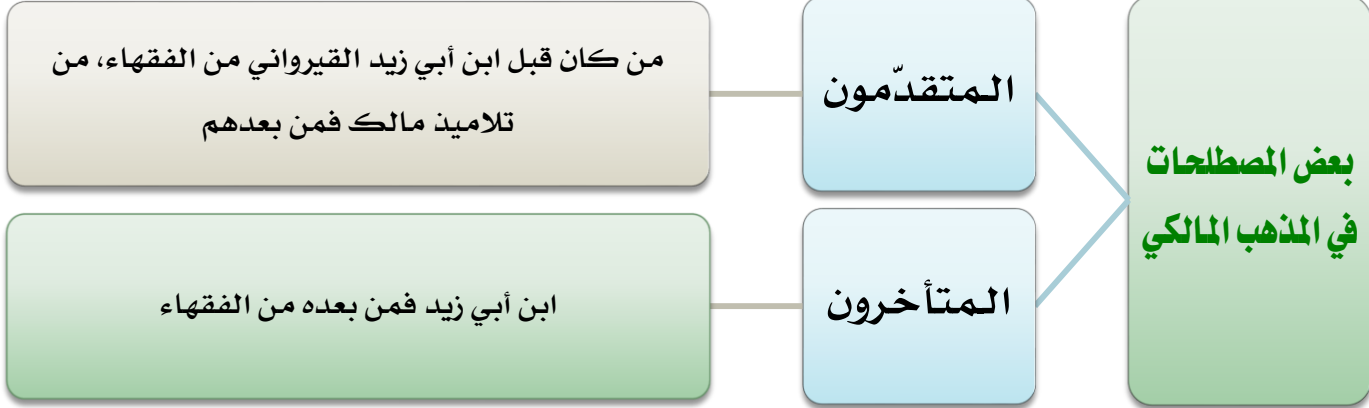 بعض المصطلحات
في المذهب المالكي
المتقدّمون
من كان قبل ابن أبي زيد القيرواني من الفقهاء، من
تلاميذ مالك فمن بعدهم
المتأخرون
ابن أبي زيد فمن بعده من الفقهاء